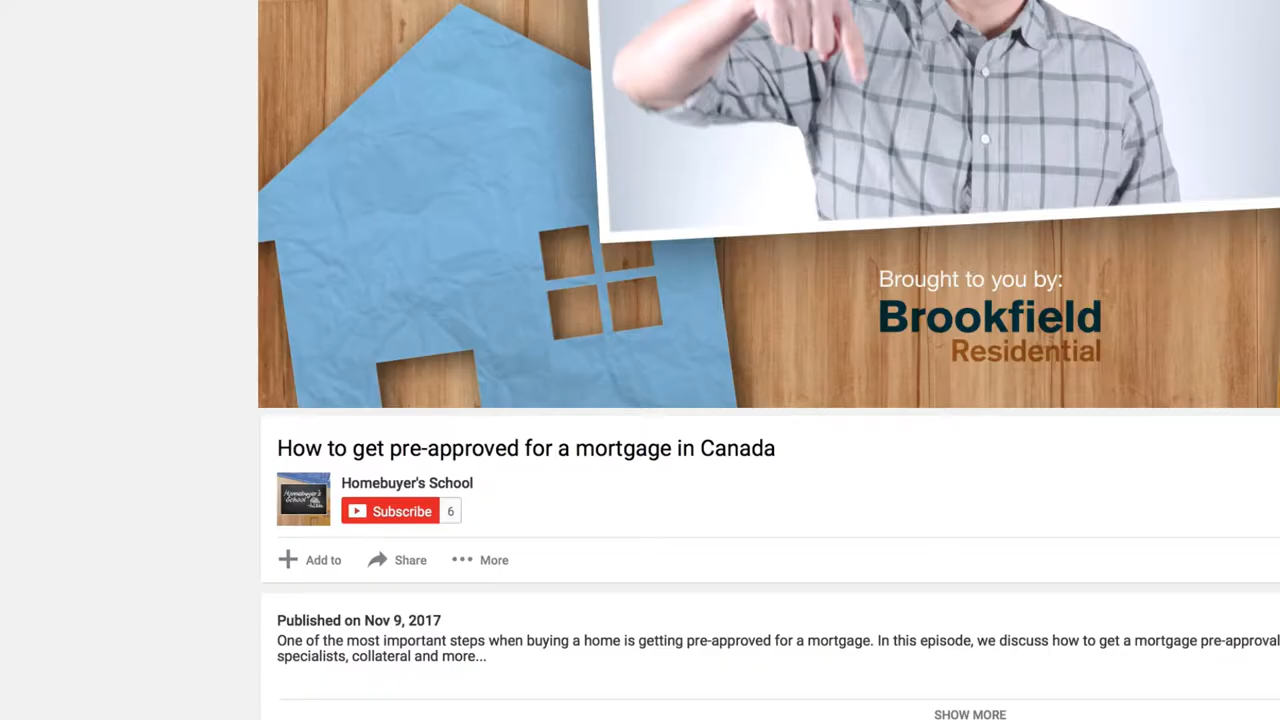 Brought to you by:
Brookfield
Residential
How to get pre-approved for a mortgage in Canada
Homebuyer's School
Homebuyer's
School
Subscribe 6
Add to Share More
Published on Nov 9, 2017
One of the most important steps when buying a home is getting pre-approved for a mortgage. In this episode, we discuss how to get a mortgage pre-approval
specialists, collateral and more...
SHOW MORE